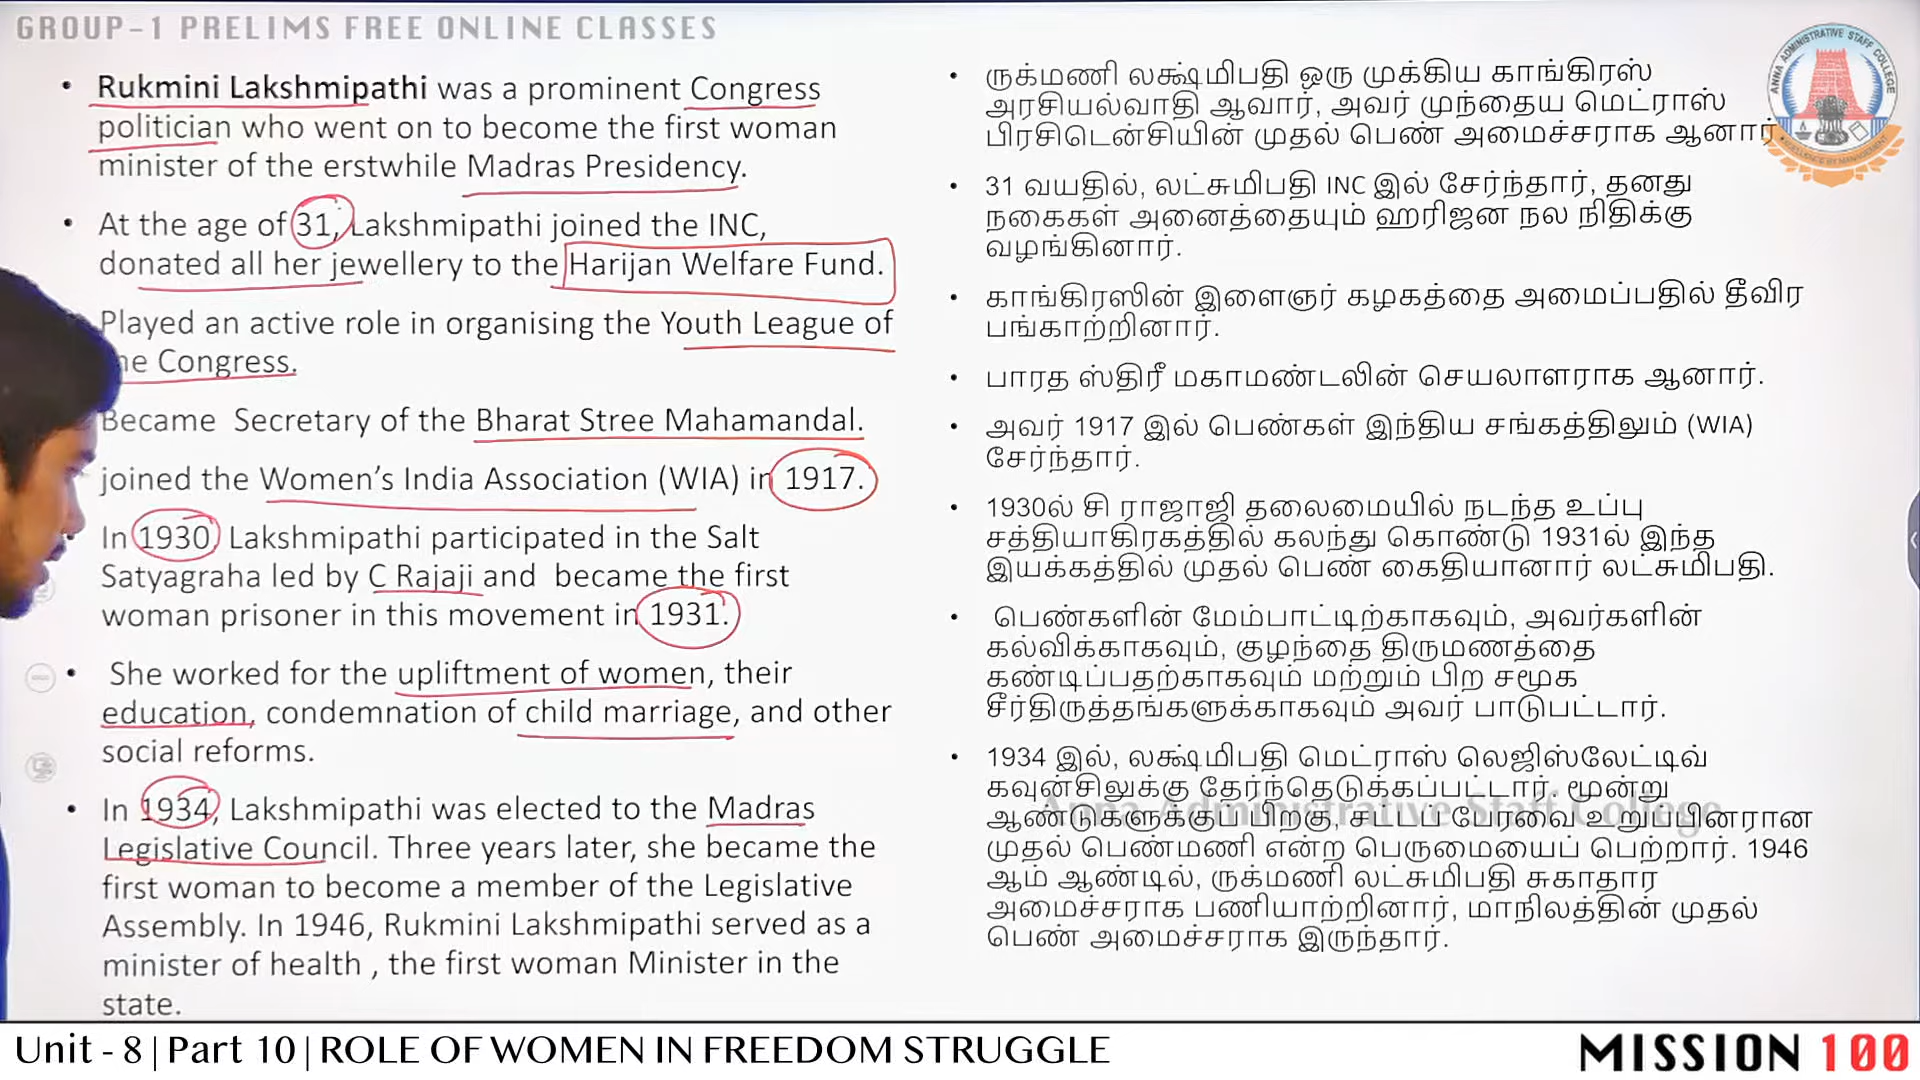 GROUP-1 PRELIMS FREE ONLINE CLASSES
• Rukmini Lakshmipathi was a prominent Congress
politician who went on to become the first woman
minister of the erstwhile Madras Presidency.
• At the age of 31, Lakshmipathi joined the INC,
donated all her jewellery to the Harijan Welfare Fund.
Played an active role in organising the Youth League of
he Congress.
Became Secretary of the Bharat Stree Mahamandal.
joined the Women’s India Association (WIA) in 1917.
In 1930, Lakshmipathi participated in the Salt
Satyagraha led by C Rajaji and became the first
woman prisoner in this movement in 1931.
• She worked for the upliftment of women, their
education, condemnation of child marriage, and other
social reforms.
• In 1934, Lakshmipathi was elected to the Madras
Legislative Council. Three years later, she became the
first woman to become a member of the Legislative
Assembly. In 1946, Rukmini Lakshmipathi served as a
minister of health , the first woman Minister in the
state.
• ருக்மணி லக்ஷ்மிபதி ஒரு முக்கிய காங்கிரஸ்
அரசியல்வாதி ஆவார், அவர் முந்தைய மெட்ராஸ்
பிரசிடென்சியின் முதல் பெண் அமைச்சராக ஆனார்.
• 31 வயதில், லட்சுமிபதி INC இல் சேர்ந்தார், தனது
நகைகள் அனைத்தையும் ஹரிஜன நல நிதிக்கு
வழங்கினார்.
• காங்கிரஸின் இளைஞர் கழகத்தை அமைப்பதில் தீவிர
பங்காற்றினார்.
• பாரத ஸ்திரீ மகாமண்டலின் செயலாளராக ஆனார்.
• அவர் 1917 இல் பெண்கள் இந்திய சங்கத்திலும் (WIA)
சேர்ந்தார்.
• 1930ல் சி ராஜாஜி தலைமையில் நடந்த உப்பு
சத்தியாகிரகத்தில் கலந்து கொண்டு 1931ல் இந்த
இயக்கத்தில் முதல் பெண் கைதியானார் லட்சுமிபதி.
• பெண்களின் மேம்பாட்டிற்காகவும், அவர்களின்
கல்விக்காகவும், குழந்தை திருமணத்தை
கண்டிப்பதற்காகவும் மற்றும் பிற சமூக
சீர்திருத்தங்களுக்காகவும் அவர் பாடுபட்டார்.
• 1934 இல், லக்ஷ்மிபதி மெட்ராஸ் லெஜிஸ்லேட்டிவ்
கவுன்சிலுக்கு தேர்ந்தெடுக்கப்பட்டார். மூன்று
ஆண்டுகளுக்குப் பிறகு, சட்டப் பேரவை உறுப்பினரான
முதல் பெண்மணி என்ற பெருமையைப் பெற்றார். 1946
ஆம் ஆண்டில், ருக்மணி லட்சுமிபதி சுகாதார
அமைச்சராக பணியாற்றினார், மாநிலத்தின் முதல்
பெண் அமைச்சராக இருந்தார்.
Anna Administrative Staff College
ANNA ADMINISTRATIVE STAFF COLLEGE
EXCELLENCE BY MANAGEMENT
Unit - 8 | Part 10 | ROLE OF WOMEN IN FREEDOM STRUGGLE
MISSION 100